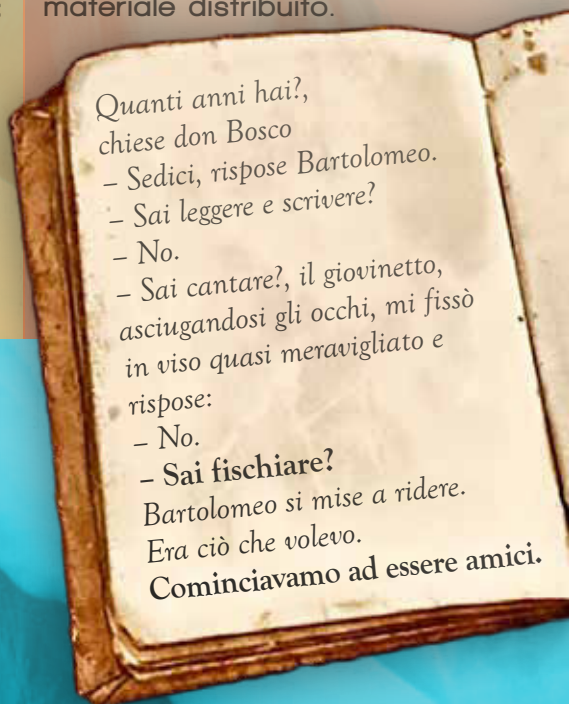 materiale distribuito.
Quanti anni hai?,
chiese don Bosco
– Sedici, rispose Bartolomeo.
– Sai leggere e scrivere?
– No.
– Sai cantare?, il giovinetto,
asciugandosi gli occhi, mi fissò
in viso quasi meravigliato e
rispose:
– No.
– Sai fischiare?
Bartolomeo si mise a ridere.
Era ciò che volevo.
Cominciavamo ad essere amici.